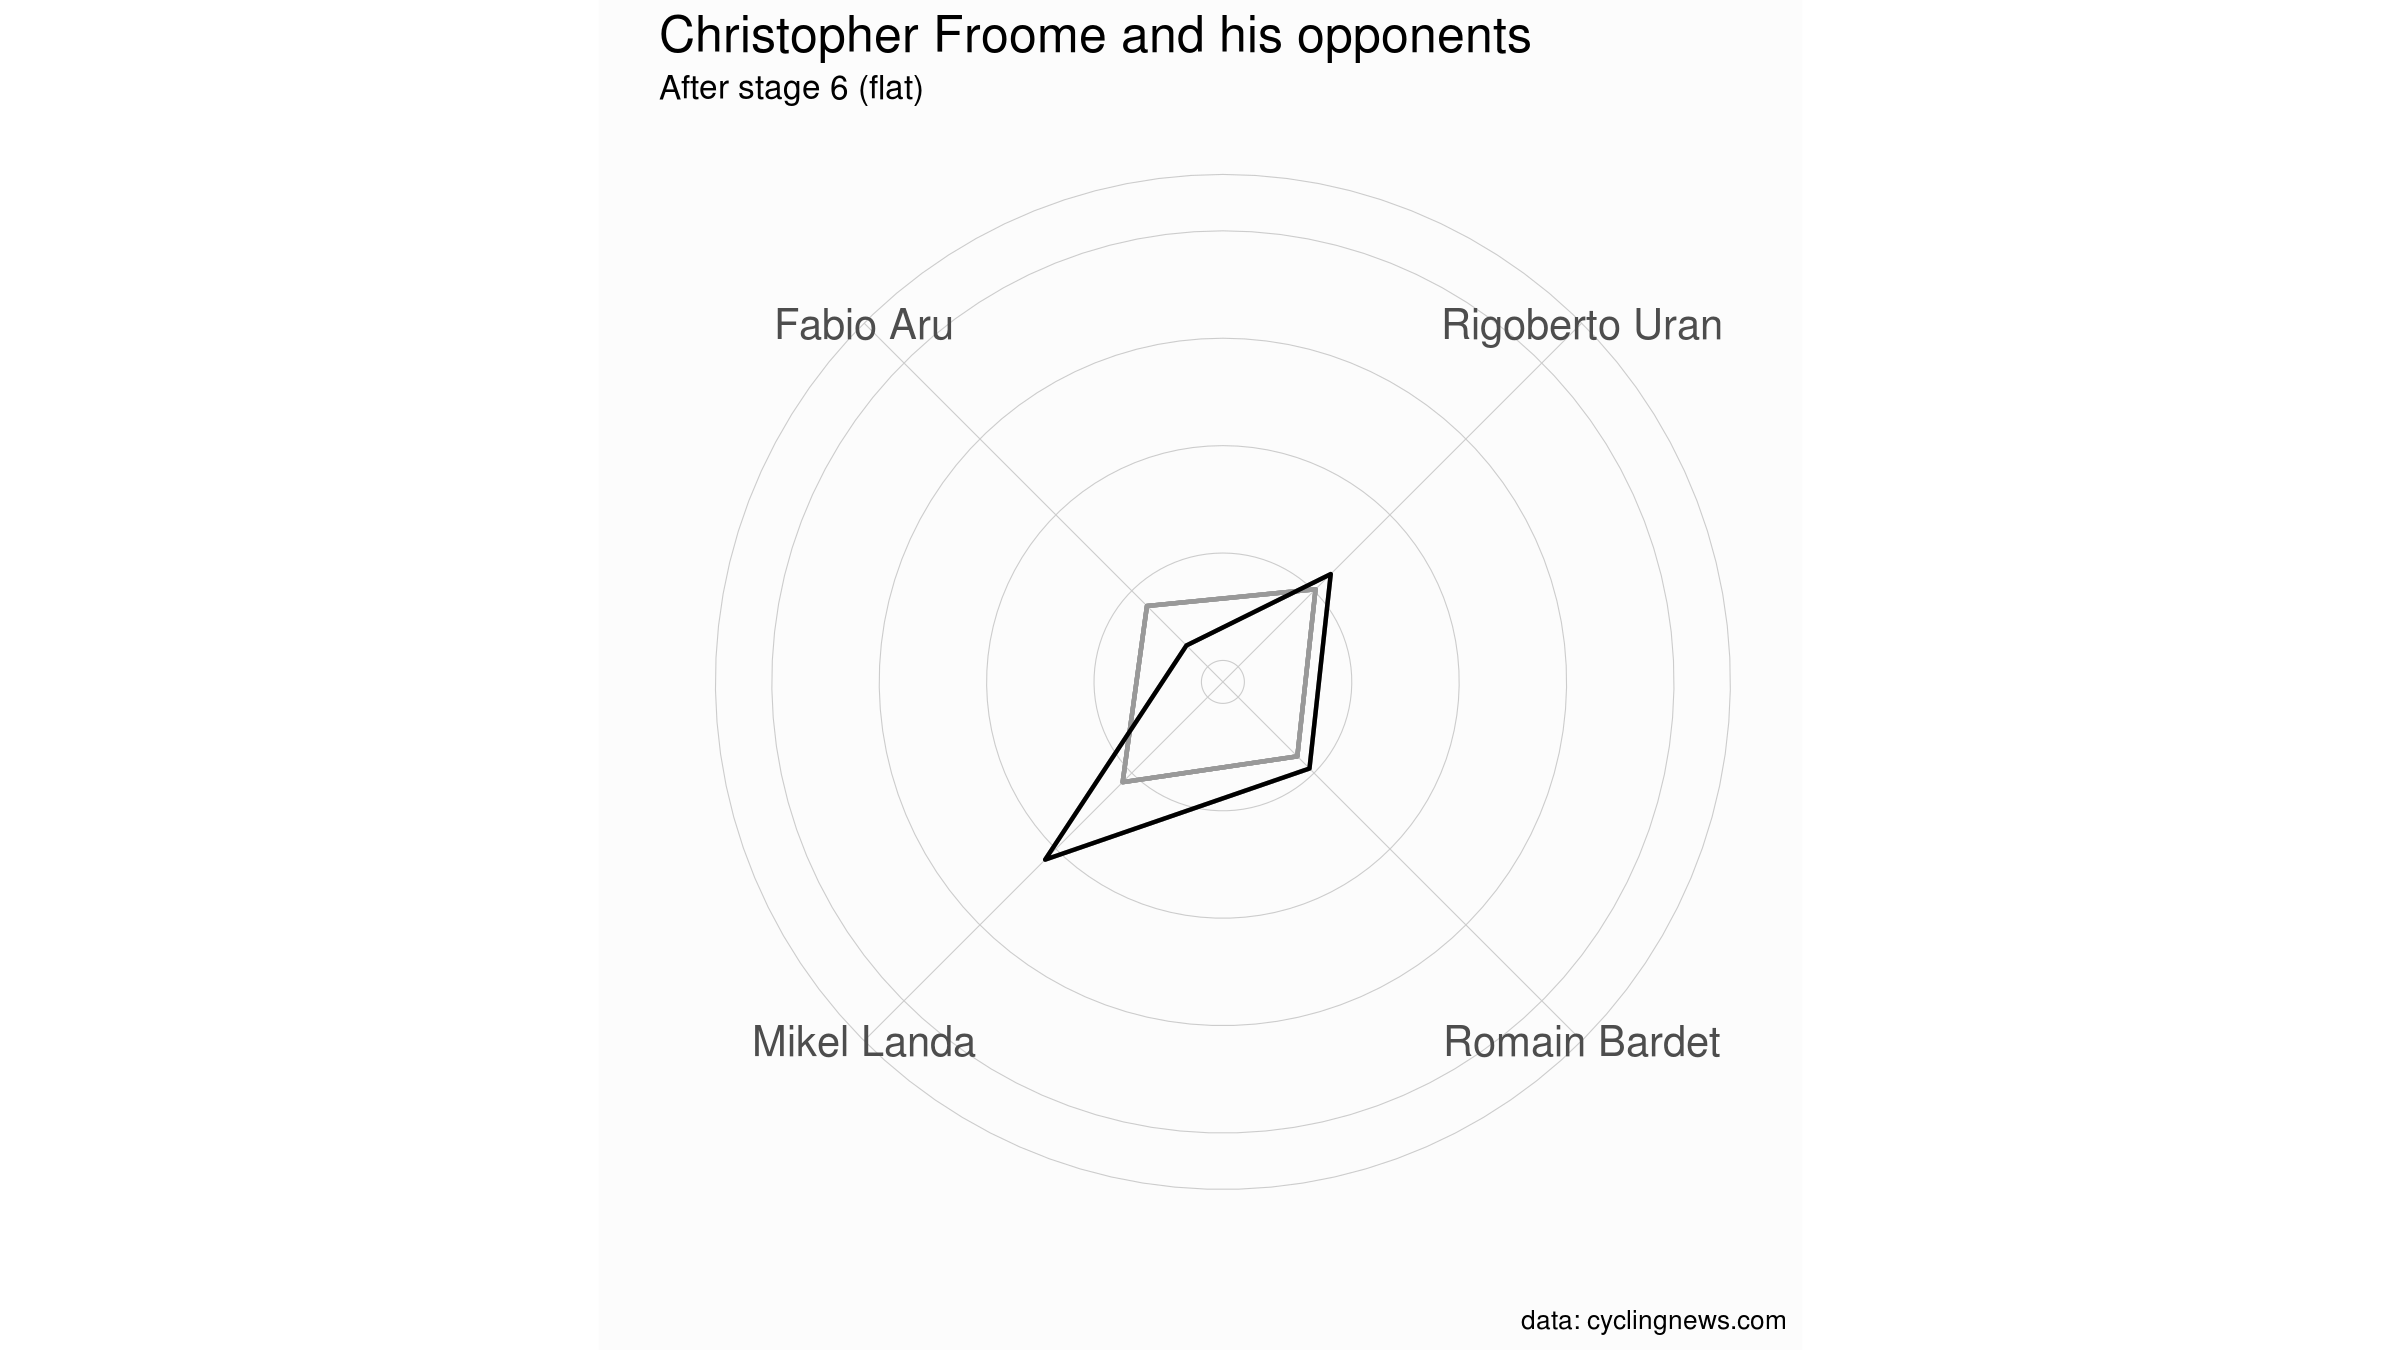 Christopher Froome and his opponents
After stage 6 (flat)
Fabio Aru
Rigoberto Uran
Mikel Landa
Romain Bardet
data: cyclingnews.com